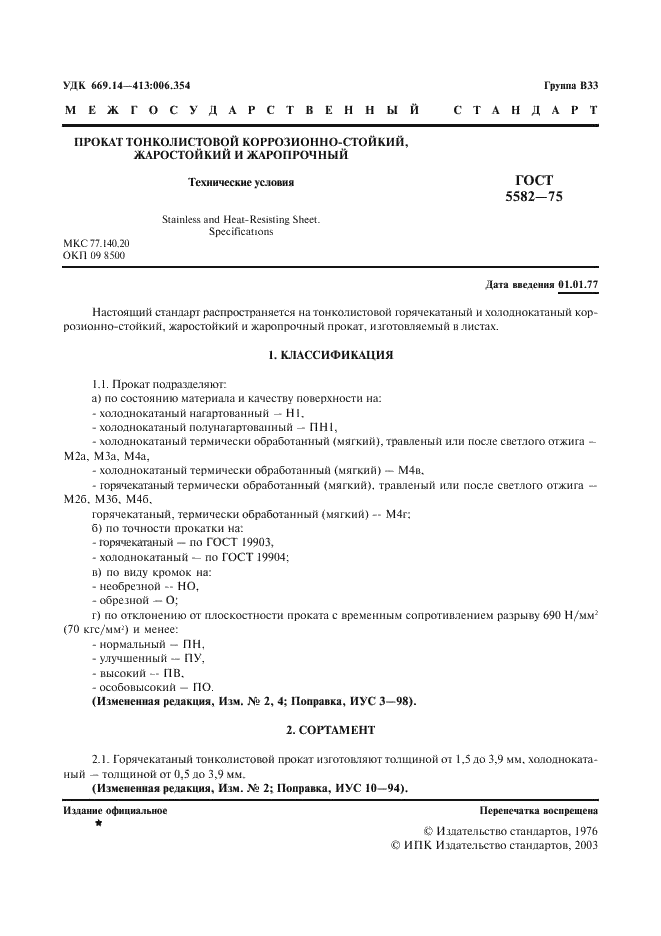 УДК 669.14—413:006.354 Группа В33
МЕЖГОСУДАРСТВЕННЫЙ СТАНДАРТ
ПРОКАТ ТОНКОЛИСТОВОЙ КОРРОЗИОННО-СТОЙКИЙ,
ЖАРОСТОЙКИЙ И ЖАРОПРОЧНЫЙ
Технические условия
ГОСТ
5582—75
Stainless and Heat-Resisting Sheet.
Specifications
МКС 77.140.20
ОКП 09 8500
Дата введения 01.01.77
Настоящий стандарт распространяется на тонколистовой горячекатаный и холоднокатаный кор-
розионно-стойкий, жаростойкий и жаропрочный прокат, изготовляемый в листах.
1. КЛАССИФИКАЦИЯ
1.1. Прокат подразделяют:
а) по состоянию материала и качеству поверхности на:
- холоднокатаный нагартованный — Н1,
- холоднокатаный полунагартованный — ПН1,
- холоднокатаный термически обработанный (мягкий), травленый или после светлого отжига —
М2а, М3а, М4а,
- холоднокатаный термически обработанный (мягкий) — М4в,
- горячекатаный термически обработанный (мягкий), травленый или после светлого отжига —
М2б, М3б, М4б,
горячекатаный, термически обработанный (мягкий) — М4г;
б) по точности прокатки на:
- горячекатаный — по ГОСТ 19903,
- холоднокатаный — по ГОСТ 19904;
в) по виду кромок на:
- необрезной — НО,
- обрезной — О;
г) по отклонению от плоскостности проката с временным сопротивлением разрыву 690 Н/мм²
(70 кгс/мм²) и менее:
- нормальный — ПН,
- улучшенный — ПУ,
- высокий — ПВ,
- особовысокий — ПО.
(Измененная редакция, Изм. № 2, 4; Поправка, ИУС 3—98).
2. СОРТАМЕНТ
2.1. Горячекатаный тонколистовой прокат изготовляют толщиной от 1,5 до 3,9 мм, холодноката-
ный — толщиной от 0,5 до 3,9 мм.
(Измененная редакция, Изм. № 2; Поправка, ИУС 10—94).
Издание официальное Перепечатка воспрещена
★
© Издательство стандартов, 1976
© ИПК Издательство стандартов, 2003